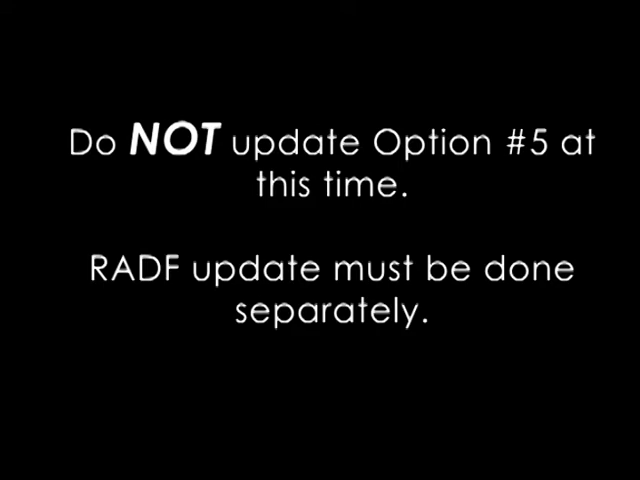 Do NOT update Option #5 at
this time.
RADF update must be done
separately.